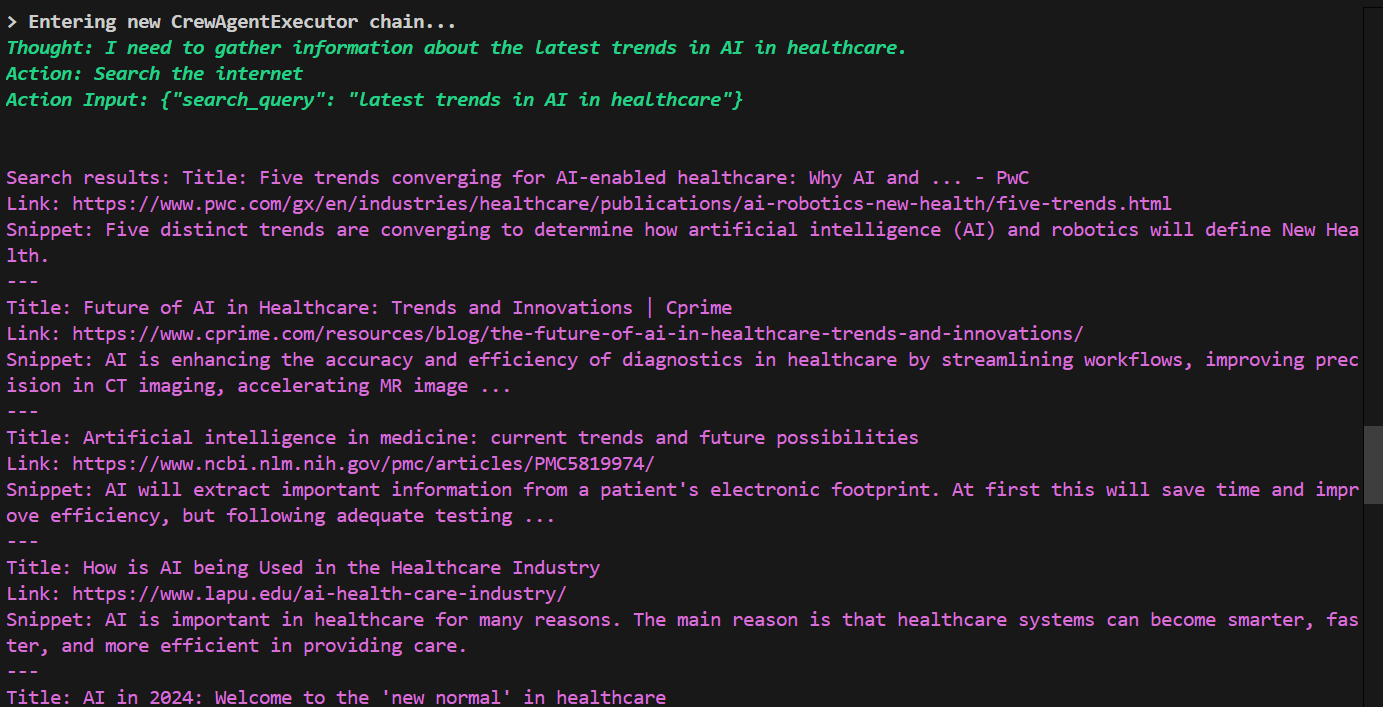 > Entering new CrewAgentExecutor chain...
Thought: I need to gather information about the latest trends in AI in healthcare.
Action: Search the internet
Action Input: {"search_query": "latest trends in AI in healthcare"}
Search results: Title: Five trends converging for AI-enabled healthcare: Why AI and ... - PwC
Link: https://www.pwc.com/gx/en/industries/healthcare/publications/ai-robotics-new-health/five-trends.html
Snippet: Five distinct trends are converging to determine how artificial intelligence (AI) and robotics will define New Hea
lth.
---
Title: Future of AI in Healthcare: Trends and Innovations | Cprime
Link: https://www.cprime.com/resources/blog/the-future-of-ai-in-healthcare-trends-and-innovations/
Snippet: AI is enhancing the accuracy and efficiency of diagnostics in healthcare by streamlining workflows, improving prec
ision in CT imaging, accelerating MR image ...
---
Title: Artificial intelligence in medicine: current trends and future possibilities
Link: https://www.ncbi.nlm.nih.gov/pmc/articles/PMC5819974/
Snippet: AI will extract important information from a patient's electronic footprint. At first this will save time and impr
ove efficiency, but following adequate testing ...
---
Title: How is AI being Used in the Healthcare Industry
Link: https://www.lapu.edu/ai-health-care-industry/
Snippet: AI is important in healthcare for many reasons. The main reason is that healthcare systems can become smarter, fas
ter, and more efficient in providing care.
---
Title: AI in 2024: Welcome to the 'new normal' in healthcare